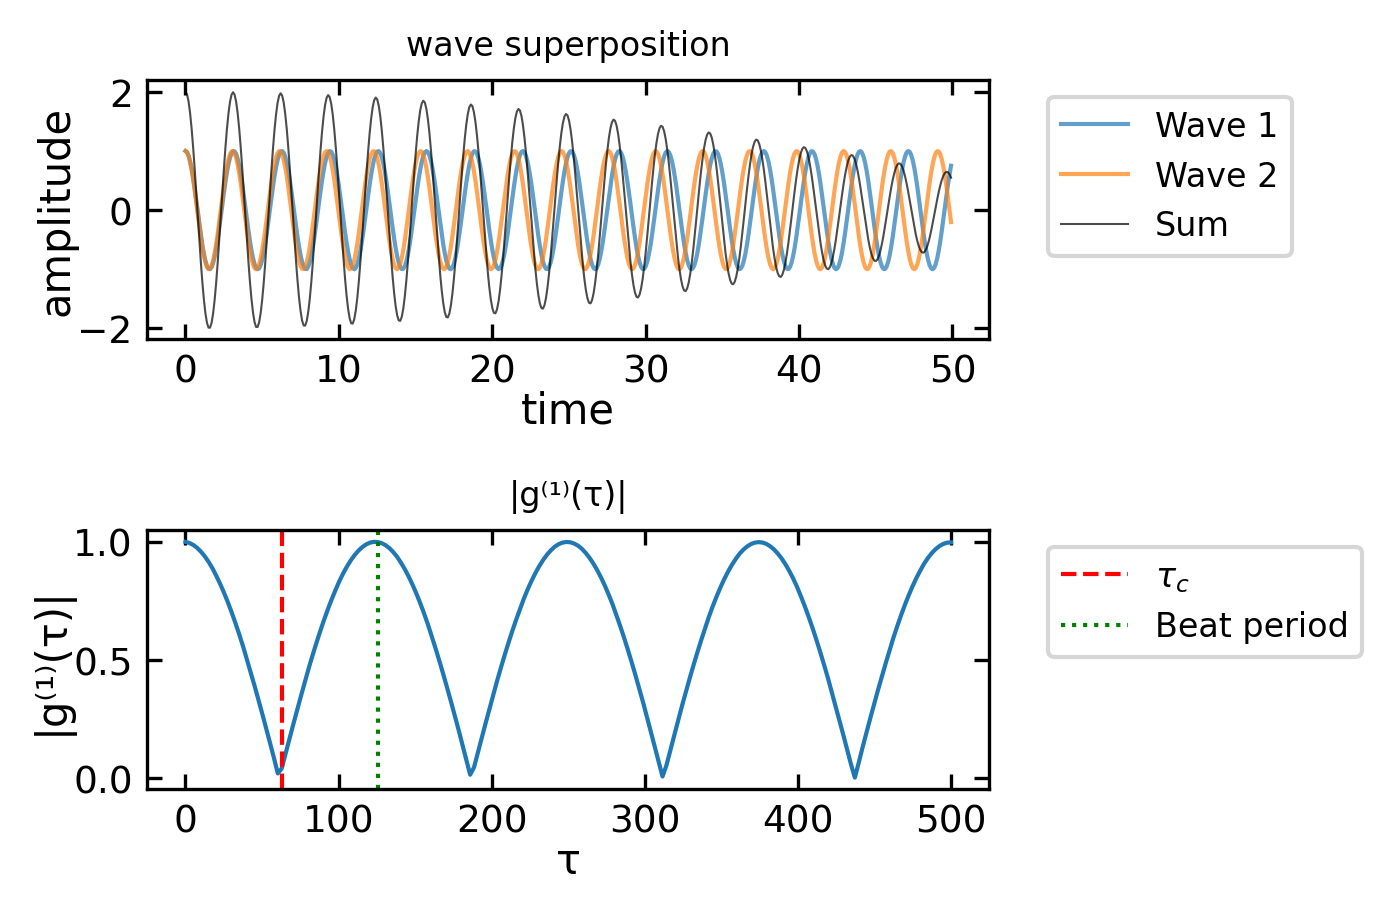 wave superposition
amplitude
2
0
−2
0 10 20 30 40 50
time
Wave 1
Wave 2
Sum
|g⁽¹⁾(τ)|
|g⁽¹⁾(τ)|
1.0
0.5
0.0
0 100 200 300 400 500
τ
τc
Beat period